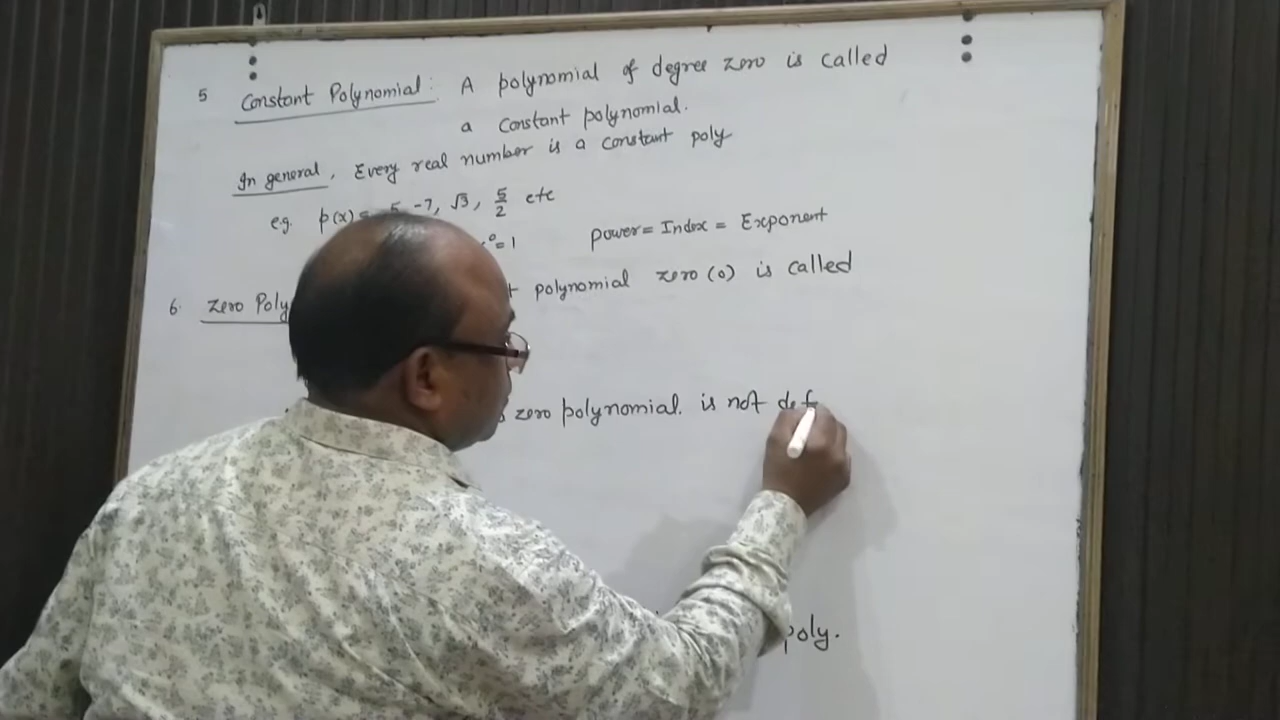 5 Constant Polynomial: A polynomial of degree zero is called
a constant polynomial.
In general, Every real number is a constant poly
e.g. p(x) = 5, -7, √3, 5/2 etc
⁰=1 power = Index = Exponent
6. Zero Poly polynomial zero (0) is called
zero polynomial. is not def
poly.